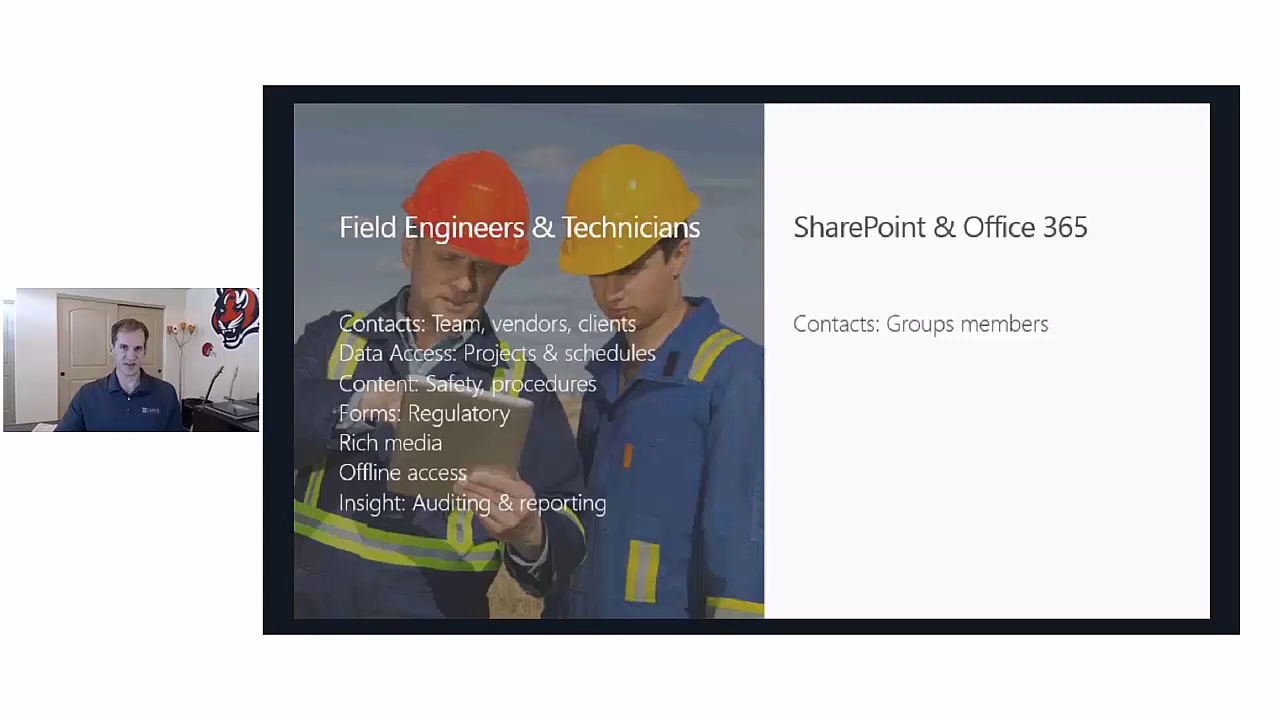 Field Engineers & Technicians
Contacts: Team, vendors, clients
Data Access: Projects & schedules
Content: Safety, procedures
Forms: Regulatory
Rich media
Offline access
Insight: Auditing & reporting
SharePoint & Office 365
Contacts: Groups members